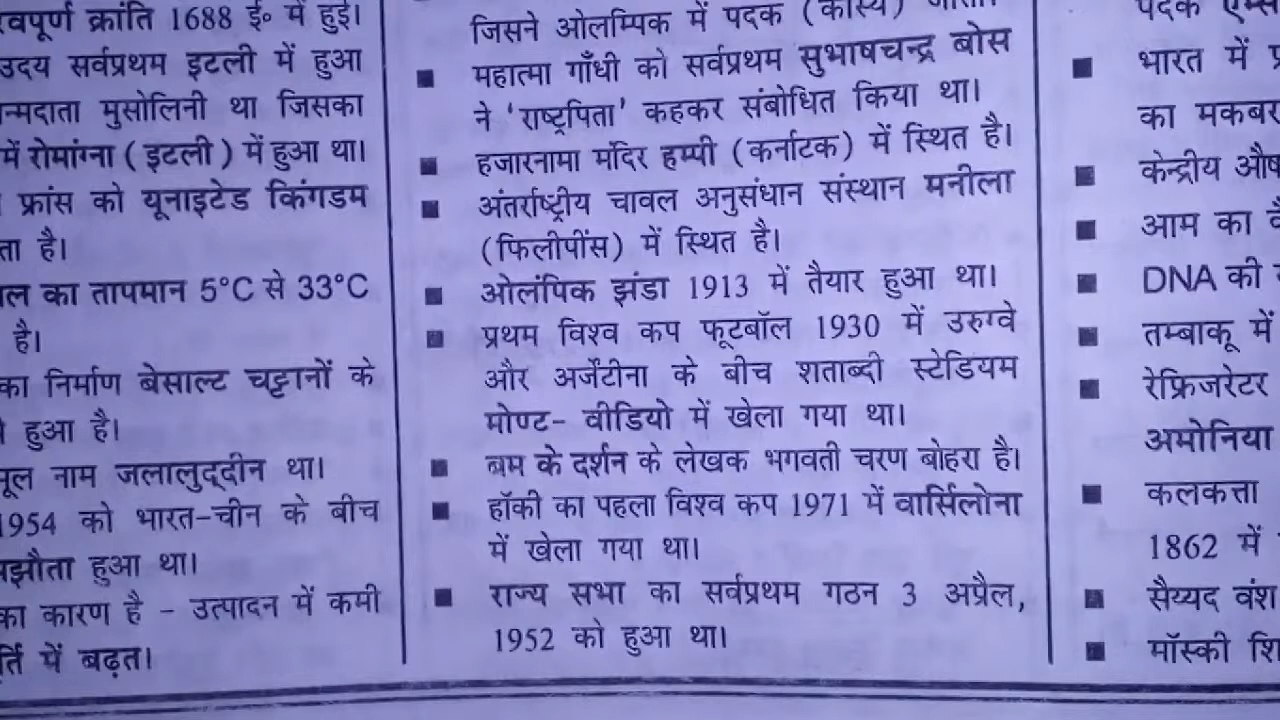 त्वपूर्ण क्रांति 1688 ई० में हुई।
उदय सर्वप्रथम इटली में हुआ
न्मदाता मुसोलिनी था जिसका
में रोमांग्ना (इटली) में हुआ था।
फ्रांस को यूनाइटेड किंगडम
ता है।
ल का तापमान 5°C से 33°C
है।
का निर्माण बेसाल्ट चट्टानों के
हुआ है।
मूल नाम जलालुद्दीन था।
1954 को भारत-चीन के बीच
मझौता हुआ था।
का कारण है - उत्पादन में कमी
र्ति में बढ़त।
जिसने ओलम्पिक में पदक (कांस्य)
■ महात्मा गाँधी को सर्वप्रथम सुभाषचन्द्र बोस
ने 'राष्ट्रपिता' कहकर संबोधित किया था।
■ हजारनामा मंदिर हम्पी (कर्नाटक) में स्थित है।
■ अंतर्राष्ट्रीय चावल अनुसंधान संस्थान मनीला
(फिलीपींस) में स्थित है।
■ ओलंपिक झंडा 1913 में तैयार हुआ था।
■ प्रथम विश्व कप फूटबॉल 1930 में उरुग्वे
और अर्जेंटीना के बीच शताब्दी स्टेडियम
मोण्ट- वीडियो में खेला गया था।
■ बम के दर्शन के लेखक भगवती चरण बोहरा है।
■ हॉकी का पहला विश्व कप 1971 में वार्सिलोना
में खेला गया था।
■ राज्य सभा का सर्वप्रथम गठन 3 अप्रैल,
1952 को हुआ था।
पदक
■ भारत में
का मकबर
■ केन्द्रीय औष
■ आम का
■ DNA की
■ तम्बाकू में
■ रेफ्रिजरेटर
अमोनिया
■ कलकत्ता
1862 में
■ सैय्यद वंश
■ मॉस्की शि